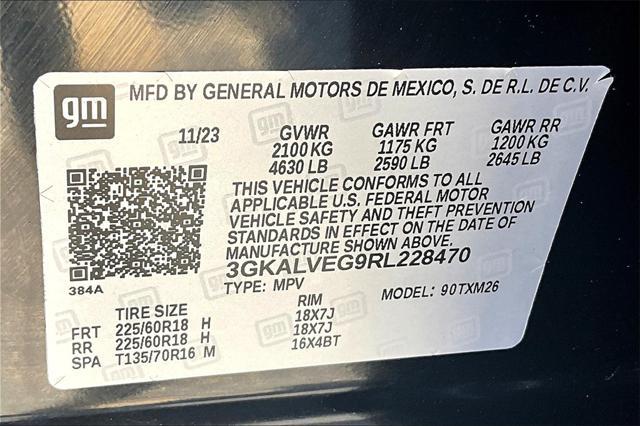 gm
MFD BY GENERAL MOTORS DE MEXICO, S. DE R.L. DE C.V.
11/23 GVWR GAWR FRT GAWR RR
2100 KG 1175 KG 1200 KG
4630 LB 2590 LB 2645 LB
THIS VEHICLE CONFORMS TO ALL
APPLICABLE U.S. FEDERAL MOTOR
VEHICLE SAFETY AND THEFT PREVENTION
STANDARDS IN EFFECT ON THE DATE OF
MANUFACTURE SHOWN ABOVE.
384A
3GKALVEG9RL228470
TYPE: MPV MODEL: 90TXM26
TIRE SIZE RIM
FRT 225/60R18 H 18X7J
RR 225/60R18 H 18X7J
SPA T135/70R16 M 16X4BT